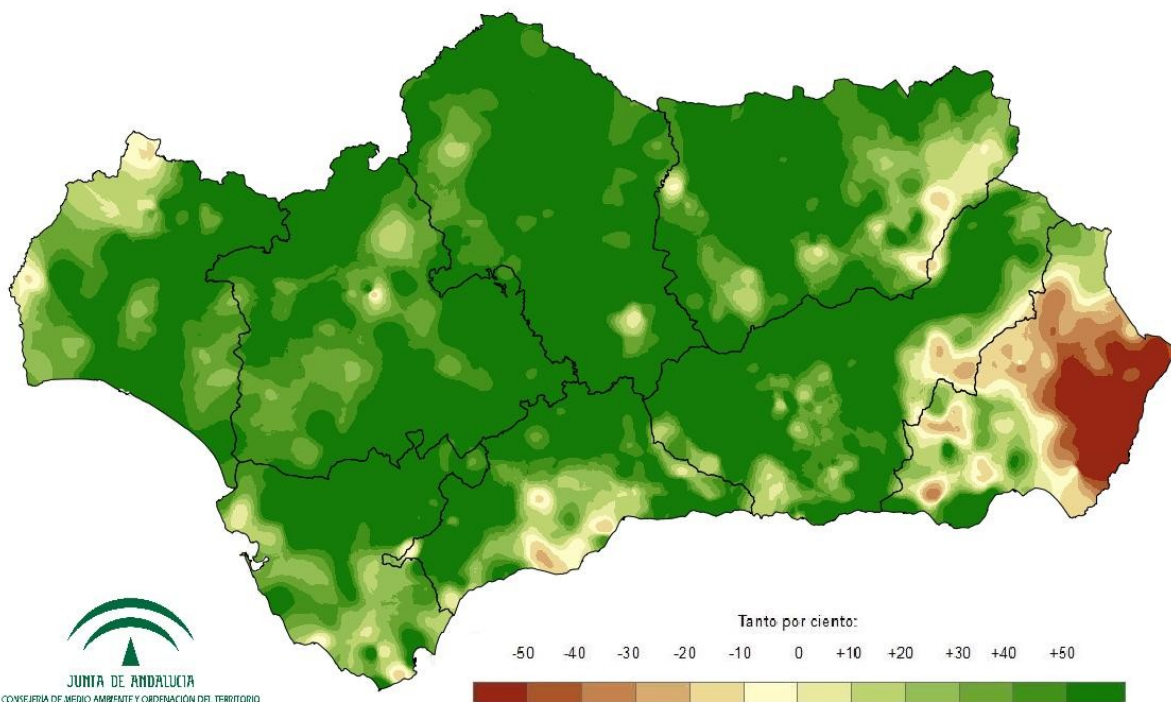 Tanto por ciento:
-50 -40 -30 -20 -10 0 +10 +20 +30 +40 +50
JUNTA DE ANDALUCIA
CONSEJERÍA DE MEDIO AMBIENTE Y ORDENACIÓN DEL TERRITORIO